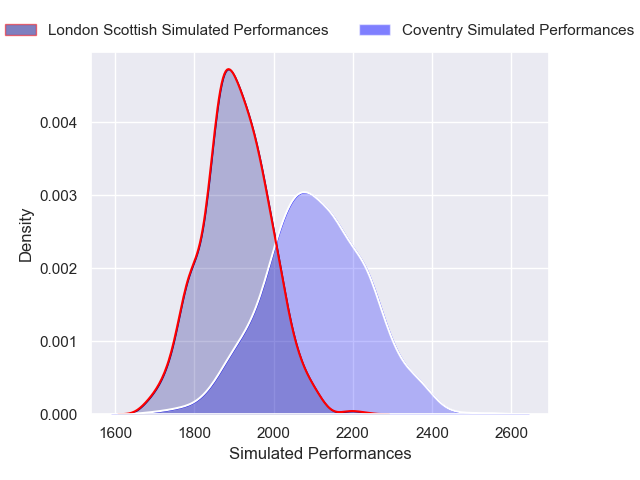 London Scottish Simulated Performances
Coventry Simulated Performances
0.004
0.003
0.002
0.001
0.000
Density
1600 1800 2000 2200 2400 2600
Simulated Performances